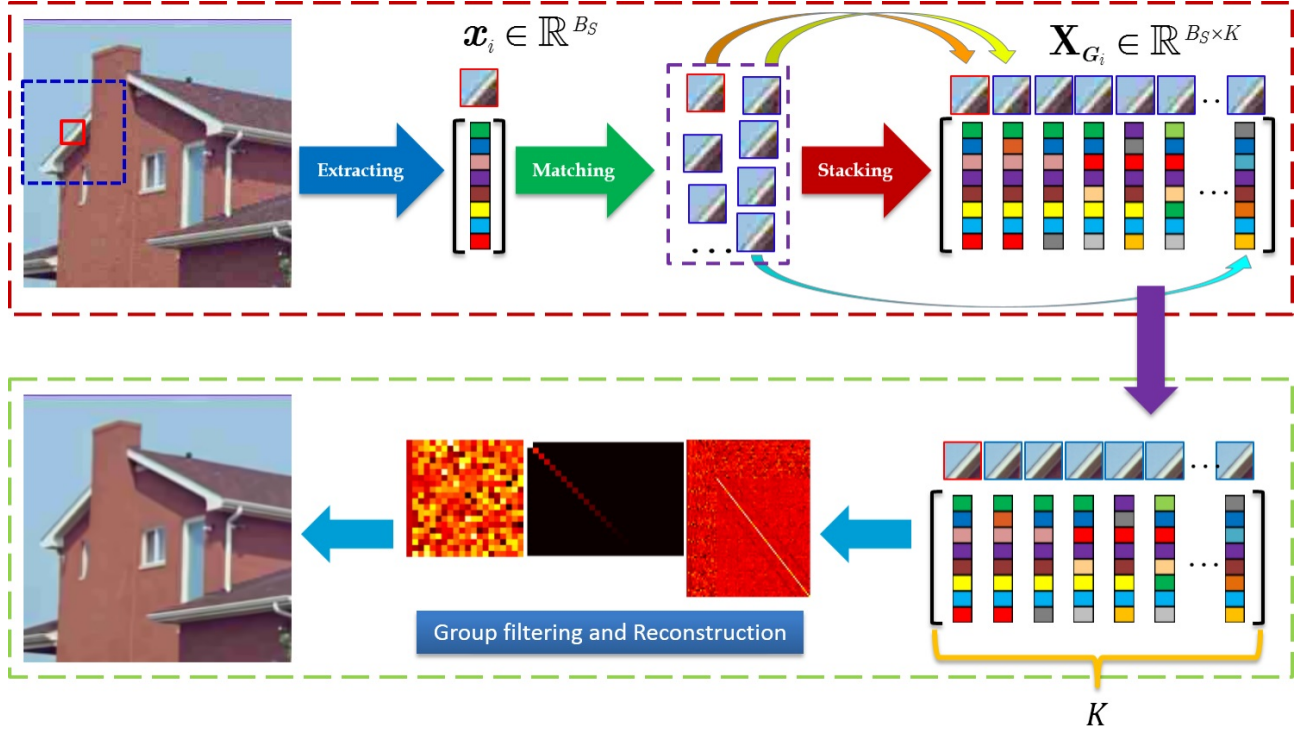 𝒙ᵢ ∈ ℝ^{B_S}
𝐗_{𝑮ᵢ} ∈ ℝ^{B_S×K}
Extracting
Matching
Stacking
. . .
. .
...
...
...
Group filtering and Reconstruction
K